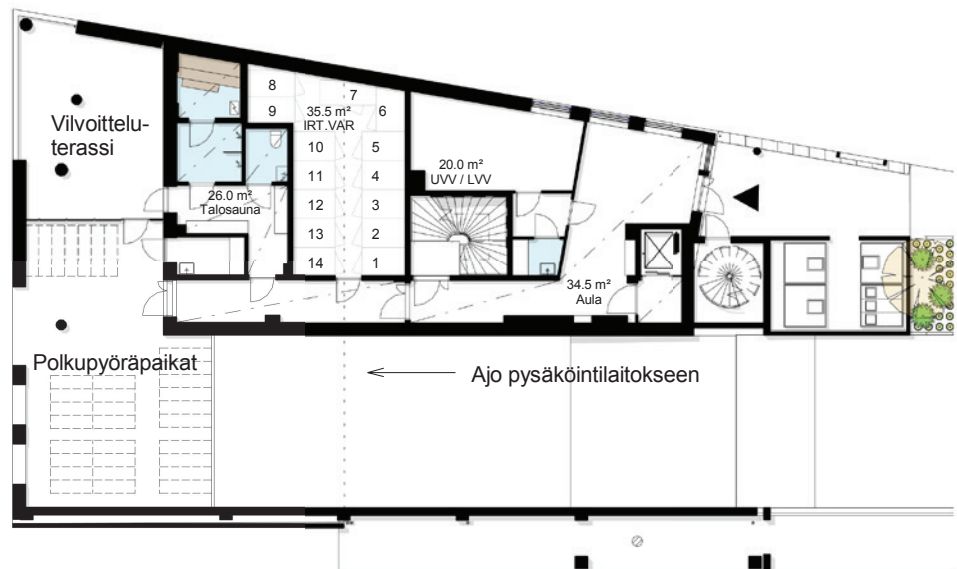 8
7
9
35.5 m²
6
IRT.VAR
Vilvoittelu-
terassi
10
5
20.0 m²
UVV / LVV
11
4
26.0 m²
Talosauna
12
3
13
2
14
1
34.5 m²
Aula
Polkupyöräpaikat
Ajo pysäköintilaitokseen